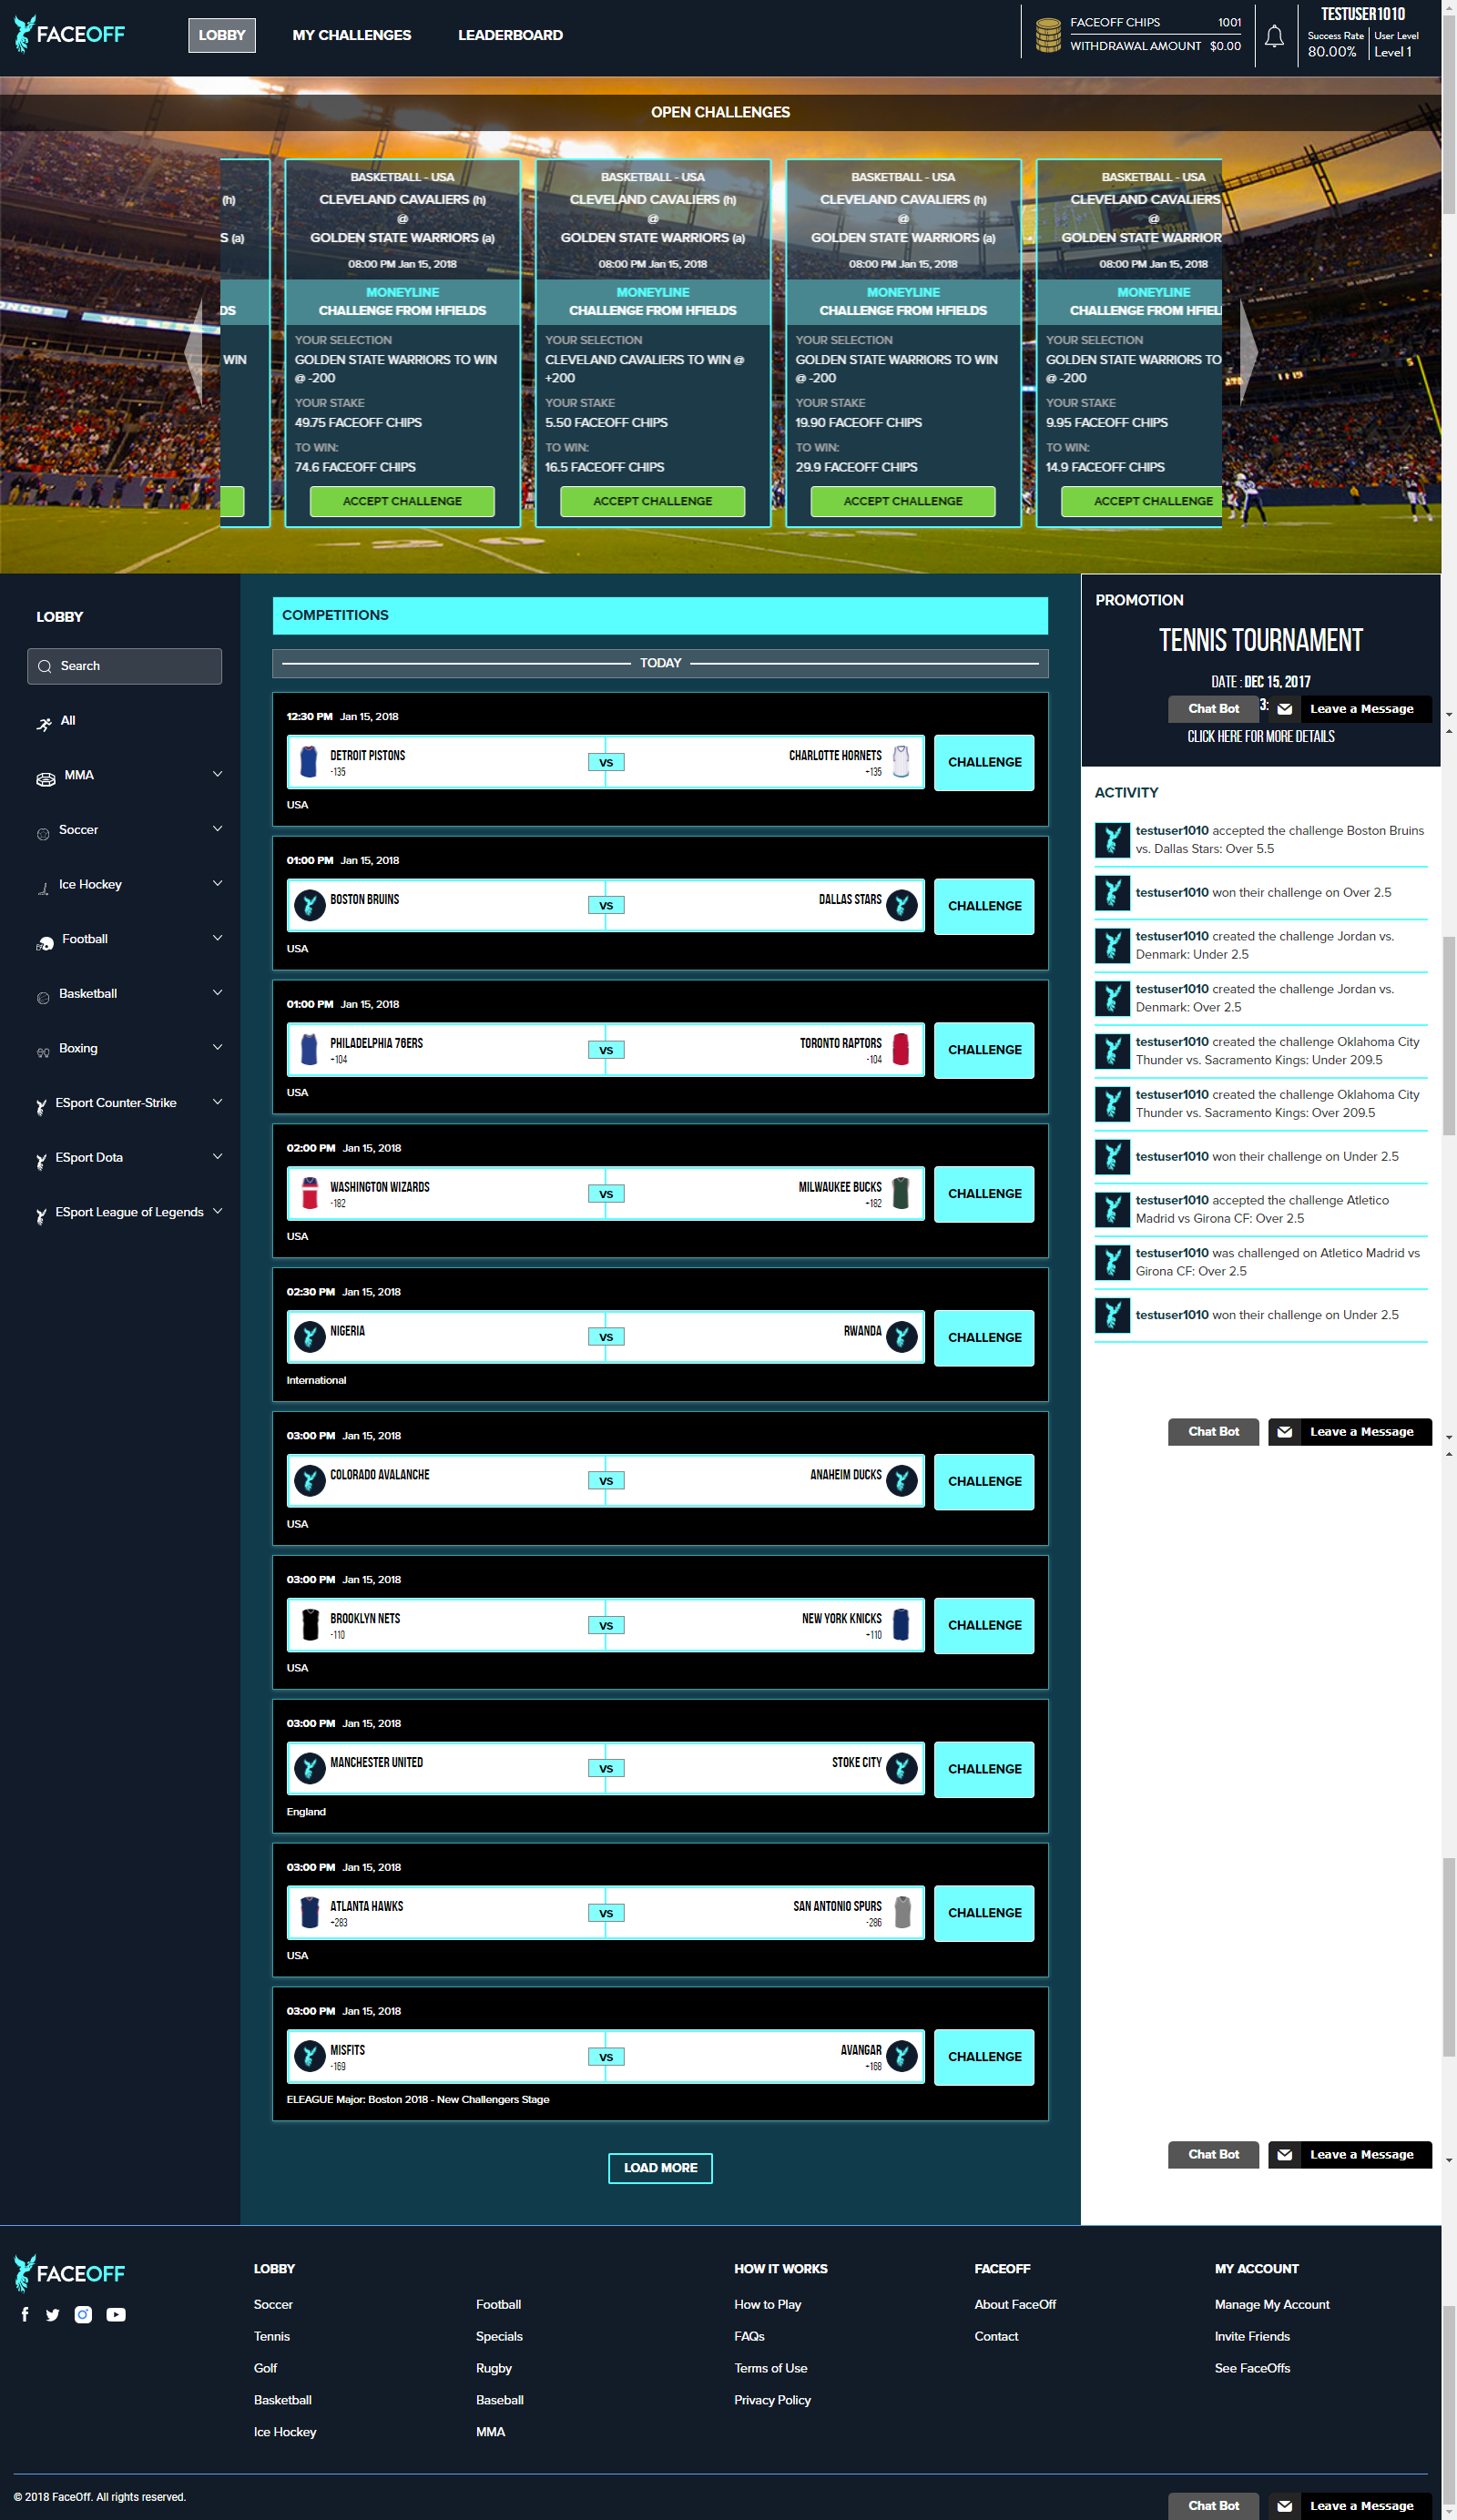 FACEOFF
LOBBY
MY CHALLENGES
LEADERBOARD
FACEOFF CHIPS 1001
WITHDRAWAL AMOUNT $0.00
TESTUSER1010
Success Rate
80.00%
User Level
Level 1
OPEN CHALLENGES
(h)
S (a)
DS
WIN
BASKETBALL - USA
CLEVELAND CAVALIERS (h)
@
GOLDEN STATE WARRIORS (a)
08:00 PM Jan 15, 2018
MONEYLINE
CHALLENGE FROM HFIELDS
YOUR SELECTION
GOLDEN STATE WARRIORS TO WIN
@ -200
YOUR STAKE
49.75 FACEOFF CHIPS
TO WIN:
74.6 FACEOFF CHIPS
ACCEPT CHALLENGE
BASKETBALL - USA
CLEVELAND CAVALIERS (h)
@
GOLDEN STATE WARRIORS (a)
08:00 PM Jan 15, 2018
MONEYLINE
CHALLENGE FROM HFIELDS
YOUR SELECTION
CLEVELAND CAVALIERS TO WIN @
+200
YOUR STAKE
5.50 FACEOFF CHIPS
TO WIN:
16.5 FACEOFF CHIPS
ACCEPT CHALLENGE
BASKETBALL - USA
CLEVELAND CAVALIERS (h)
@
GOLDEN STATE WARRIORS (a)
08:00 PM Jan 15, 2018
MONEYLINE
CHALLENGE FROM HFIELDS
YOUR SELECTION
GOLDEN STATE WARRIORS TO WIN
@ -200
YOUR STAKE
19.90 FACEOFF CHIPS
TO WIN:
29.9 FACEOFF CHIPS
ACCEPT CHALLENGE
BASKETBALL - USA
CLEVELAND CAVALIERS
@
GOLDEN STATE WARRIOR
08:00 PM Jan 15, 2018
MONEYLINE
CHALLENGE FROM HFIEL
YOUR SELECTION
GOLDEN STATE WARRIORS TO
@ -200
YOUR STAKE
9.95 FACEOFF CHIPS
TO WIN:
14.9 FACEOFF CHIPS
ACCEPT CHALLENGE
LOBBY
Search
All
MMA
Soccer
Ice Hockey
Football
Basketball
Boxing
ESport Counter-Strike
ESport Dota
ESport League of Legends
COMPETITIONS
TODAY
12:30 PM Jan 15, 2018
DETROIT PISTONS
-135
VS
CHARLOTTE HORNETS
+135
CHALLENGE
USA
01:00 PM Jan 15, 2018
BOSTON BRUINS
VS
DALLAS STARS
CHALLENGE
USA
01:00 PM Jan 15, 2018
PHILADELPHIA 76ERS
+104
VS
TORONTO RAPTORS
-104
CHALLENGE
USA
02:00 PM Jan 15, 2018
WASHINGTON WIZARDS
-182
VS
MILWAUKEE BUCKS
+182
CHALLENGE
USA
02:30 PM Jan 15, 2018
NIGERIA
VS
RWANDA
CHALLENGE
International
03:00 PM Jan 15, 2018
COLORADO AVALANCHE
VS
ANAHEIM DUCKS
CHALLENGE
USA
03:00 PM Jan 15, 2018
BROOKLYN NETS
-110
VS
NEW YORK KNICKS
+110
CHALLENGE
USA
03:00 PM Jan 15, 2018
MANCHESTER UNITED
VS
STOKE CITY
CHALLENGE
England
03:00 PM Jan 15, 2018
ATLANTA HAWKS
+283
VS
SAN ANTONIO SPURS
-286
CHALLENGE
USA
03:00 PM Jan 15, 2018
MISFITS
-169
VS
AVANGAR
+168
CHALLENGE
ELEAGUE Major: Boston 2018 - New Challengers Stage
LOAD MORE
PROMOTION
TENNIS TOURNAMENT
DATE : DEC 15, 2017
3:
Chat Bot
Leave a Message
CLICK HERE FOR MORE DETAILS
ACTIVITY
testuser1010 accepted the challenge Boston Bruins
vs. Dallas Stars: Over 5.5
testuser1010 won their challenge on Over 2.5
testuser1010 created the challenge Jordan vs.
Denmark: Under 2.5
testuser1010 created the challenge Jordan vs.
Denmark: Over 2.5
testuser1010 created the challenge Oklahoma City
Thunder vs. Sacramento Kings: Under 209.5
testuser1010 created the challenge Oklahoma City
Thunder vs. Sacramento Kings: Over 209.5
testuser1010 won their challenge on Under 2.5
testuser1010 accepted the challenge Atletico
Madrid vs Girona CF: Over 2.5
testuser1010 was challenged on Atletico Madrid vs
Girona CF: Over 2.5
testuser1010 won their challenge on Under 2.5
Chat Bot
Leave a Message
Chat Bot
Leave a Message
FACEOFF
LOBBY
Soccer
Tennis
Golf
Basketball
Ice Hockey
Football
Specials
Rugby
Baseball
MMA
HOW IT WORKS
How to Play
FAQs
Terms of Use
Privacy Policy
FACEOFF
About FaceOff
Contact
MY ACCOUNT
Manage My Account
Invite Friends
See FaceOffs
© 2018 FaceOff. All rights reserved.
Chat Bot
Leave a Message